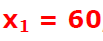 x₁ = 60